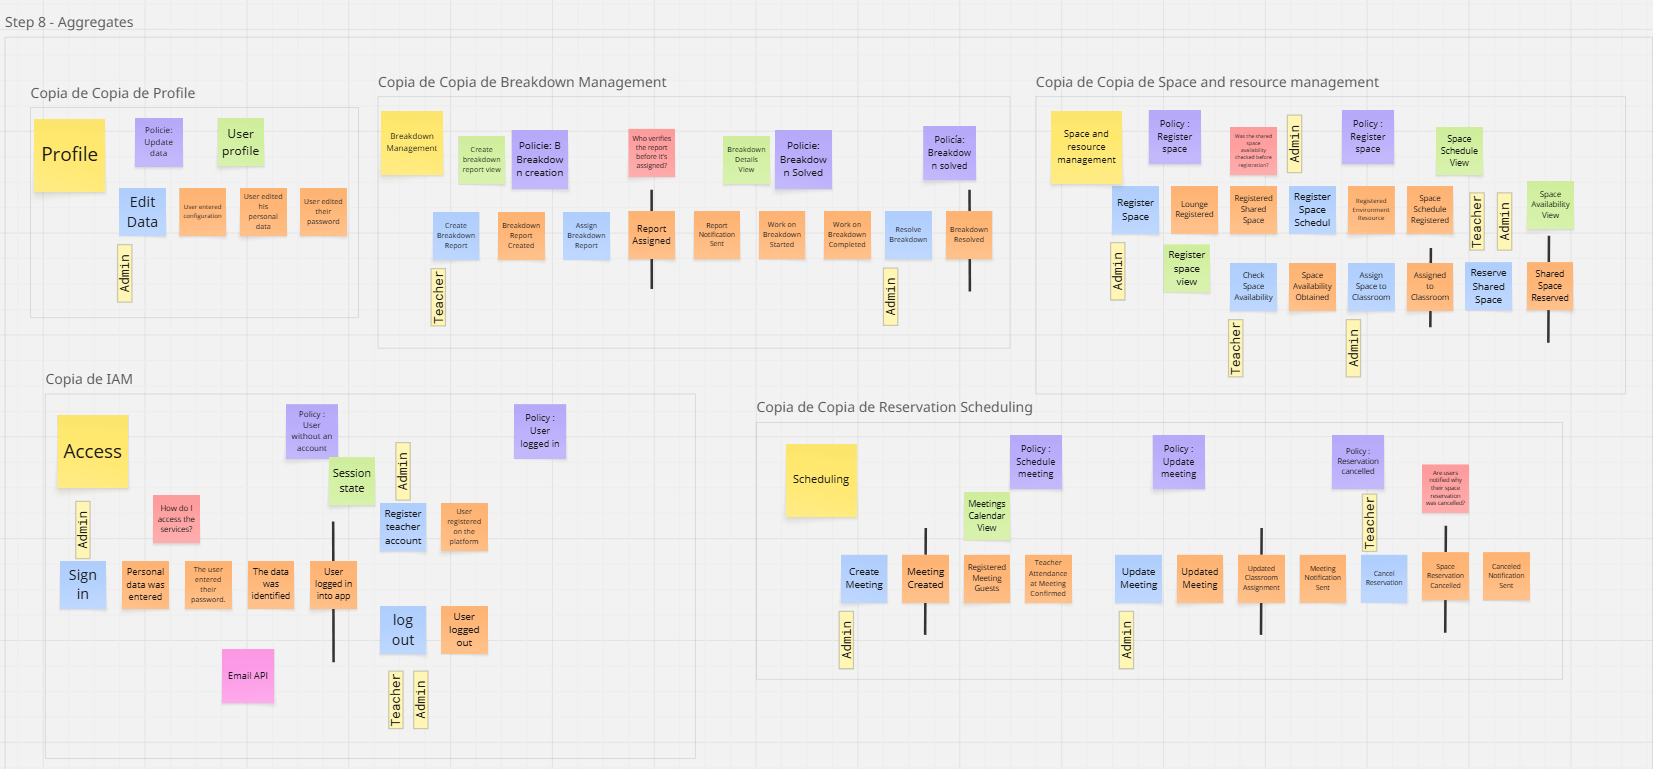 Step 8 - Aggregates
Copia de Copia de Profile
Profile
Policie:
Update
data
User
profile
Edit
Data
User entered
configuration
User edited
his
personal
data
User edited
their
password
Admin
Copia de Copia de Breakdown Management
Breakdown
Management
Create
breakdown
report view
Policie: B
Breakdow
n creation
Who verifies
the report
before it's
assigned?
Breakdown
Details
View
Policie:
Breakdow
n Solved
Policía:
Breakdow
n solved
Create
Breakdown
Report
Breakdown
Report
Created
Assign
Breakdown
Report
Report
Assigned
Report
Notification
Sent
Work on
Breakdown
Started
Work on
Breakdown
Completed
Resolve
Breakdown
Breakdown
Resolved
Teacher
Admin
Copia de Copia de Space and resource management
Space and
resource
management
Policy :
Register
space
Was the shared
space
availability
checked before
registration?
Admin
Policy :
Register
space
Space
Schedule
View
Register
Space
Lounge
Registered
Registered
Shared
Space
Register
Space
Schedul
Registered
Environment
Resource
Space
Schedule
Registered
Teacher
Admin
Space
Availability
View
Admin
Register
space
view
Check
Space
Availability
Space
Availability
Obtained
Assign
Space to
Classroom
Assigned
to
Classroom
Reserve
Shared
Space
Shared
Space
Reserved
Teacher
Admin
Copia de IAM
Access
Policy :
User
without an
account
Policy :
User
logged in
Session
state
Admin
Admin
How do I
access the
services?
Register
teacher
account
User
registered
on the
platform
Sign
in
Personal
data was
entered
The user
entered
their
password.
The data
was
identified
User
logged in
into app
log
out
User
logged
out
Email API
Teacher
Admin
Copia de Copia de Reservation Scheduling
Scheduling
Policy :
Schedule
meeting
Policy :
Update
meeting
Policy :
Reservation
cancelled
Are users
notified why
their space
reservation
was cancelled?
Meetings
Calendar
View
Teacher
Create
Meeting
Meeting
Created
Registered
Meeting
Guests
Teacher
Attendance
at Meeting
Confirmed
Update
Meeting
Updated
Meeting
Updated
Classroom
Assignment
Meeting
Notification
Sent
Cancel
Reservation
Space
Reservation
Cancelled
Canceled
Notification
Sent
Admin
Admin